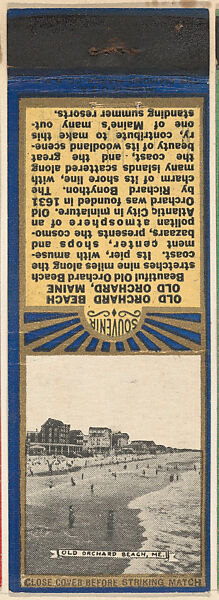 OLD ORCHARD BEACH
OLD ORCHARD, MAINE
Beautiful Old Orchard Beach
stretches nine miles along the
coast. Its pier, with amuse-
ment center, shops and
bazaars, presents the cosmo-
politan atmosphere of an
Atlantic City in miniature. Old
Orchard was founded in 1631
by Richard Bonython. The
charm of its shore line, with
many islands scattered along
the coast, and the great
beauty of its woodland scene-
ry, contribute to make this
one of Maine's many out-
standing summer resorts.
SOUVENIR
OLD ORCHARD BEACH, ME.
CLOSE COVER BEFORE STRIKING MATCH